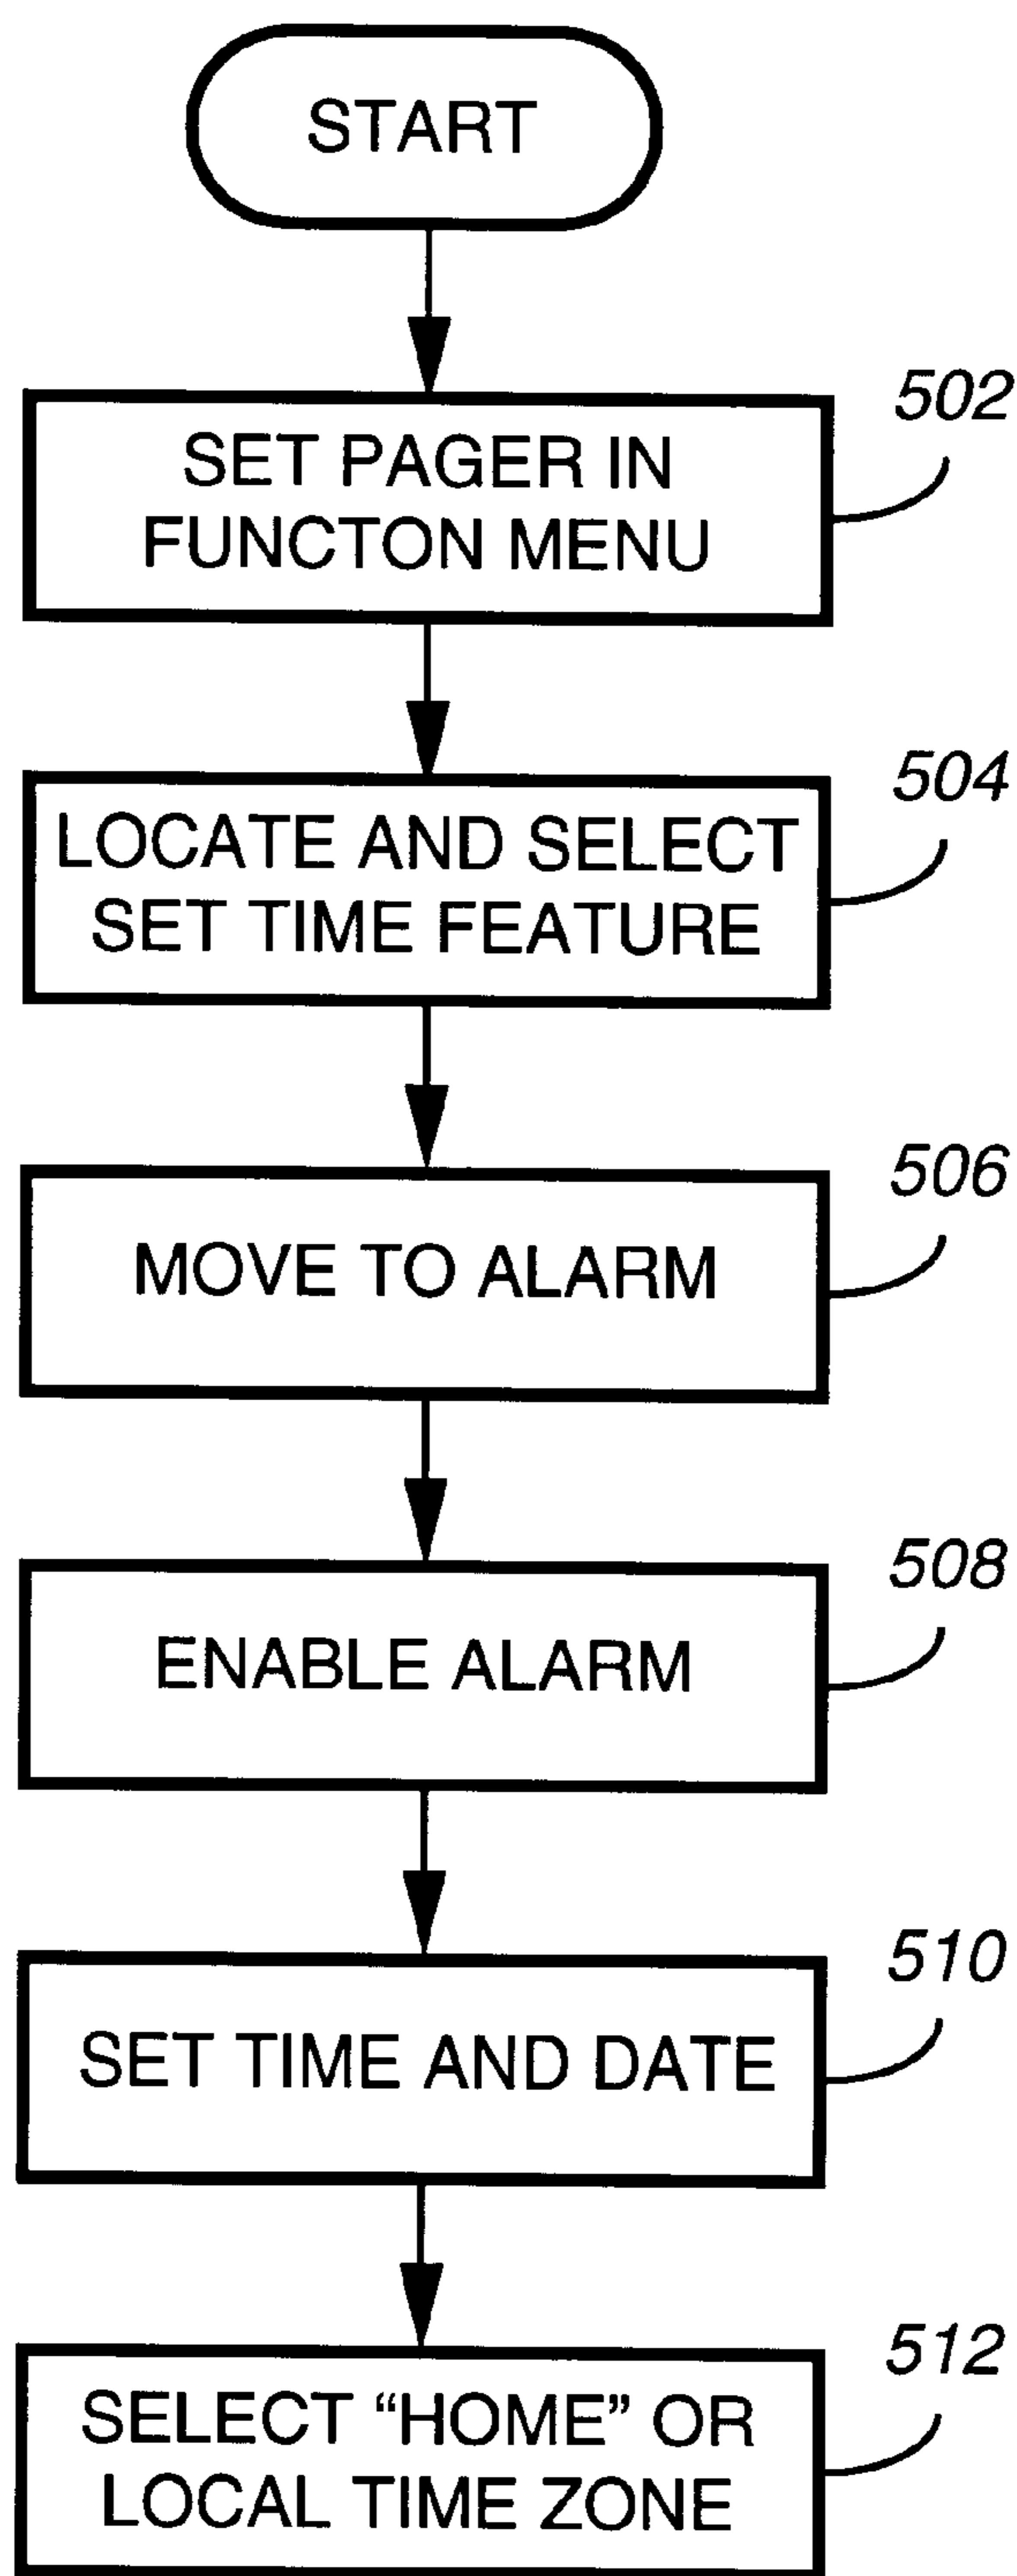 START
502
SET PAGER IN
FUNCTON MENU
504
LOCATE AND SELECT
SET TIME FEATURE
506
MOVE TO ALARM
508
ENABLE ALARM
510
SET TIME AND DATE
512
SELECT “HOME” OR
LOCAL TIME ZONE